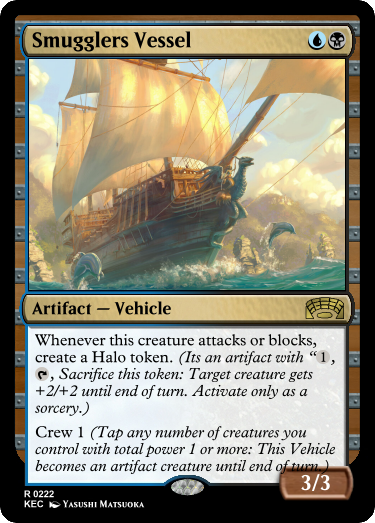 Smugglers Vessel
Artifact — Vehicle
Whenever this creature attacks or blocks,
create a Halo token. (Its an artifact with “1,
, Sacrifice this token: Target creature gets
+2/+2 until end of turn. Activate only as a
sorcery.)
Crew 1 (Tap any number of creatures you
control with total power 1 or more: This Vehicle
becomes an artifact creature until end of turn.)
3/3
R 0222
KEC Yasushi Matsuoka